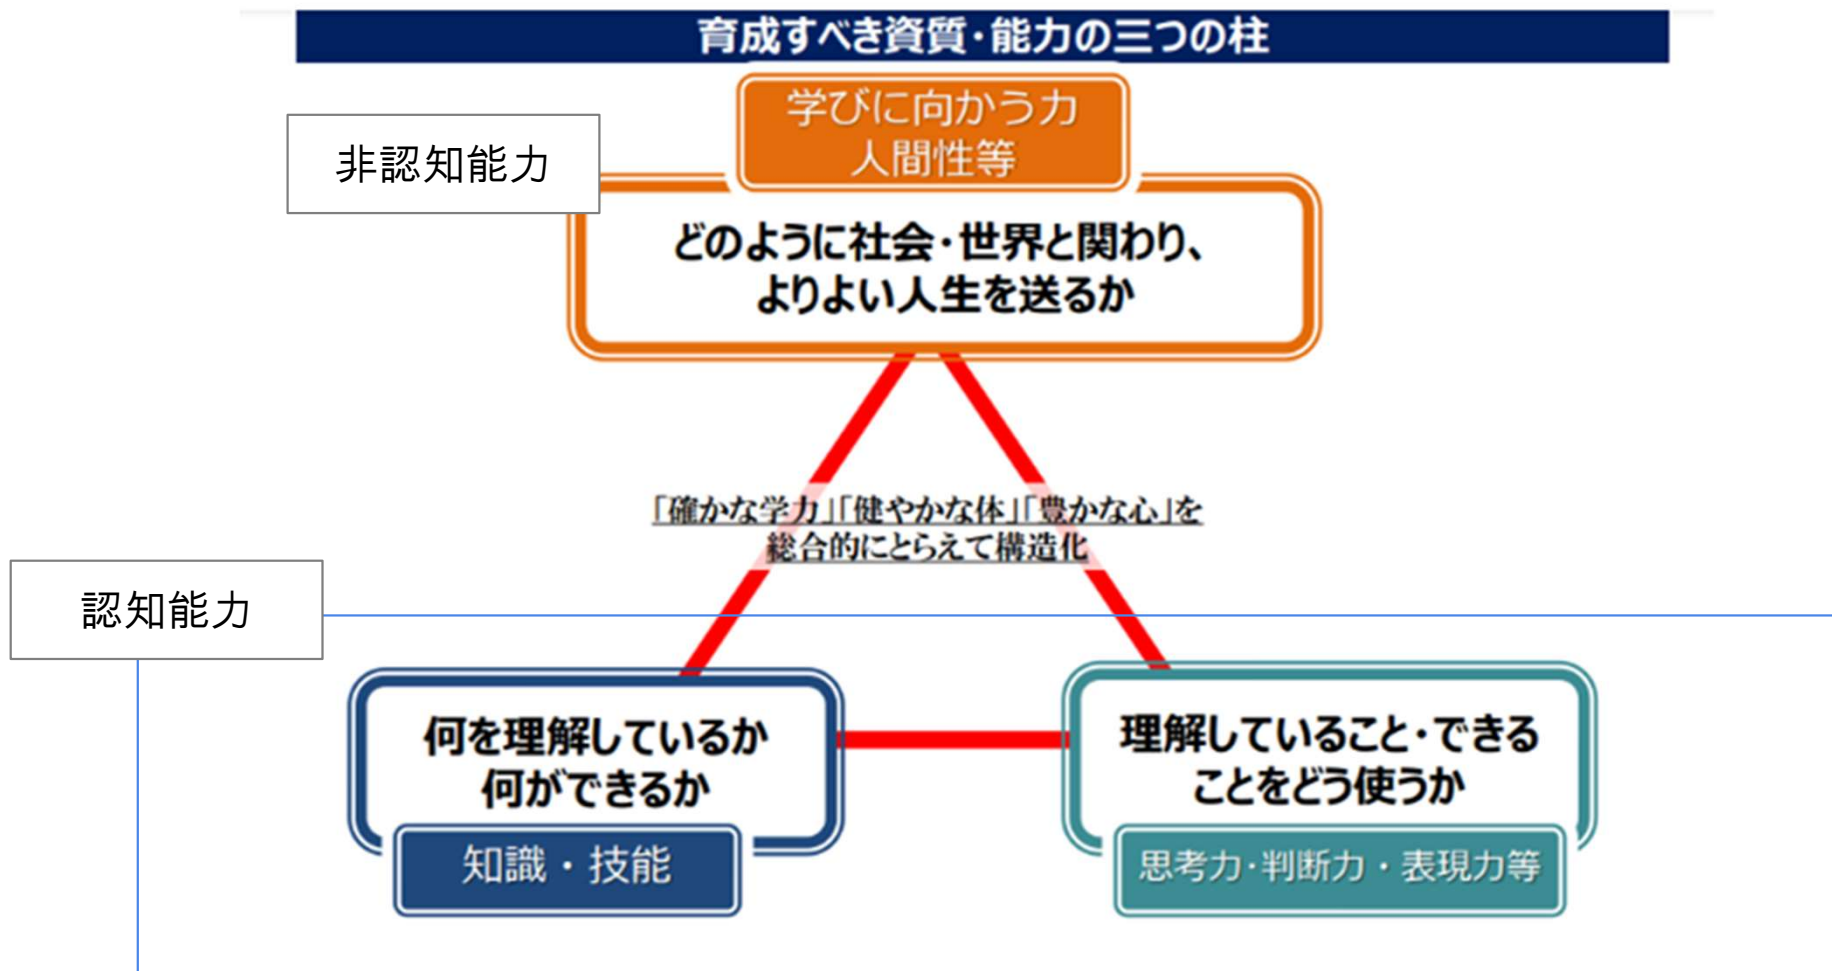 育成すべき資質・能力の三つの柱
学びに向かう力
人間性等
非認知能力
どのように社会・世界と関わり、
よりよい人生を送るか
「確かな学力」「健やかな体」「豊かな心」を
総合的にとらえて構造化
認知能力
何を理解しているか
何ができるか
知識・技能
理解していること・できる
ことをどう使うか
思考力・判断力・表現力等